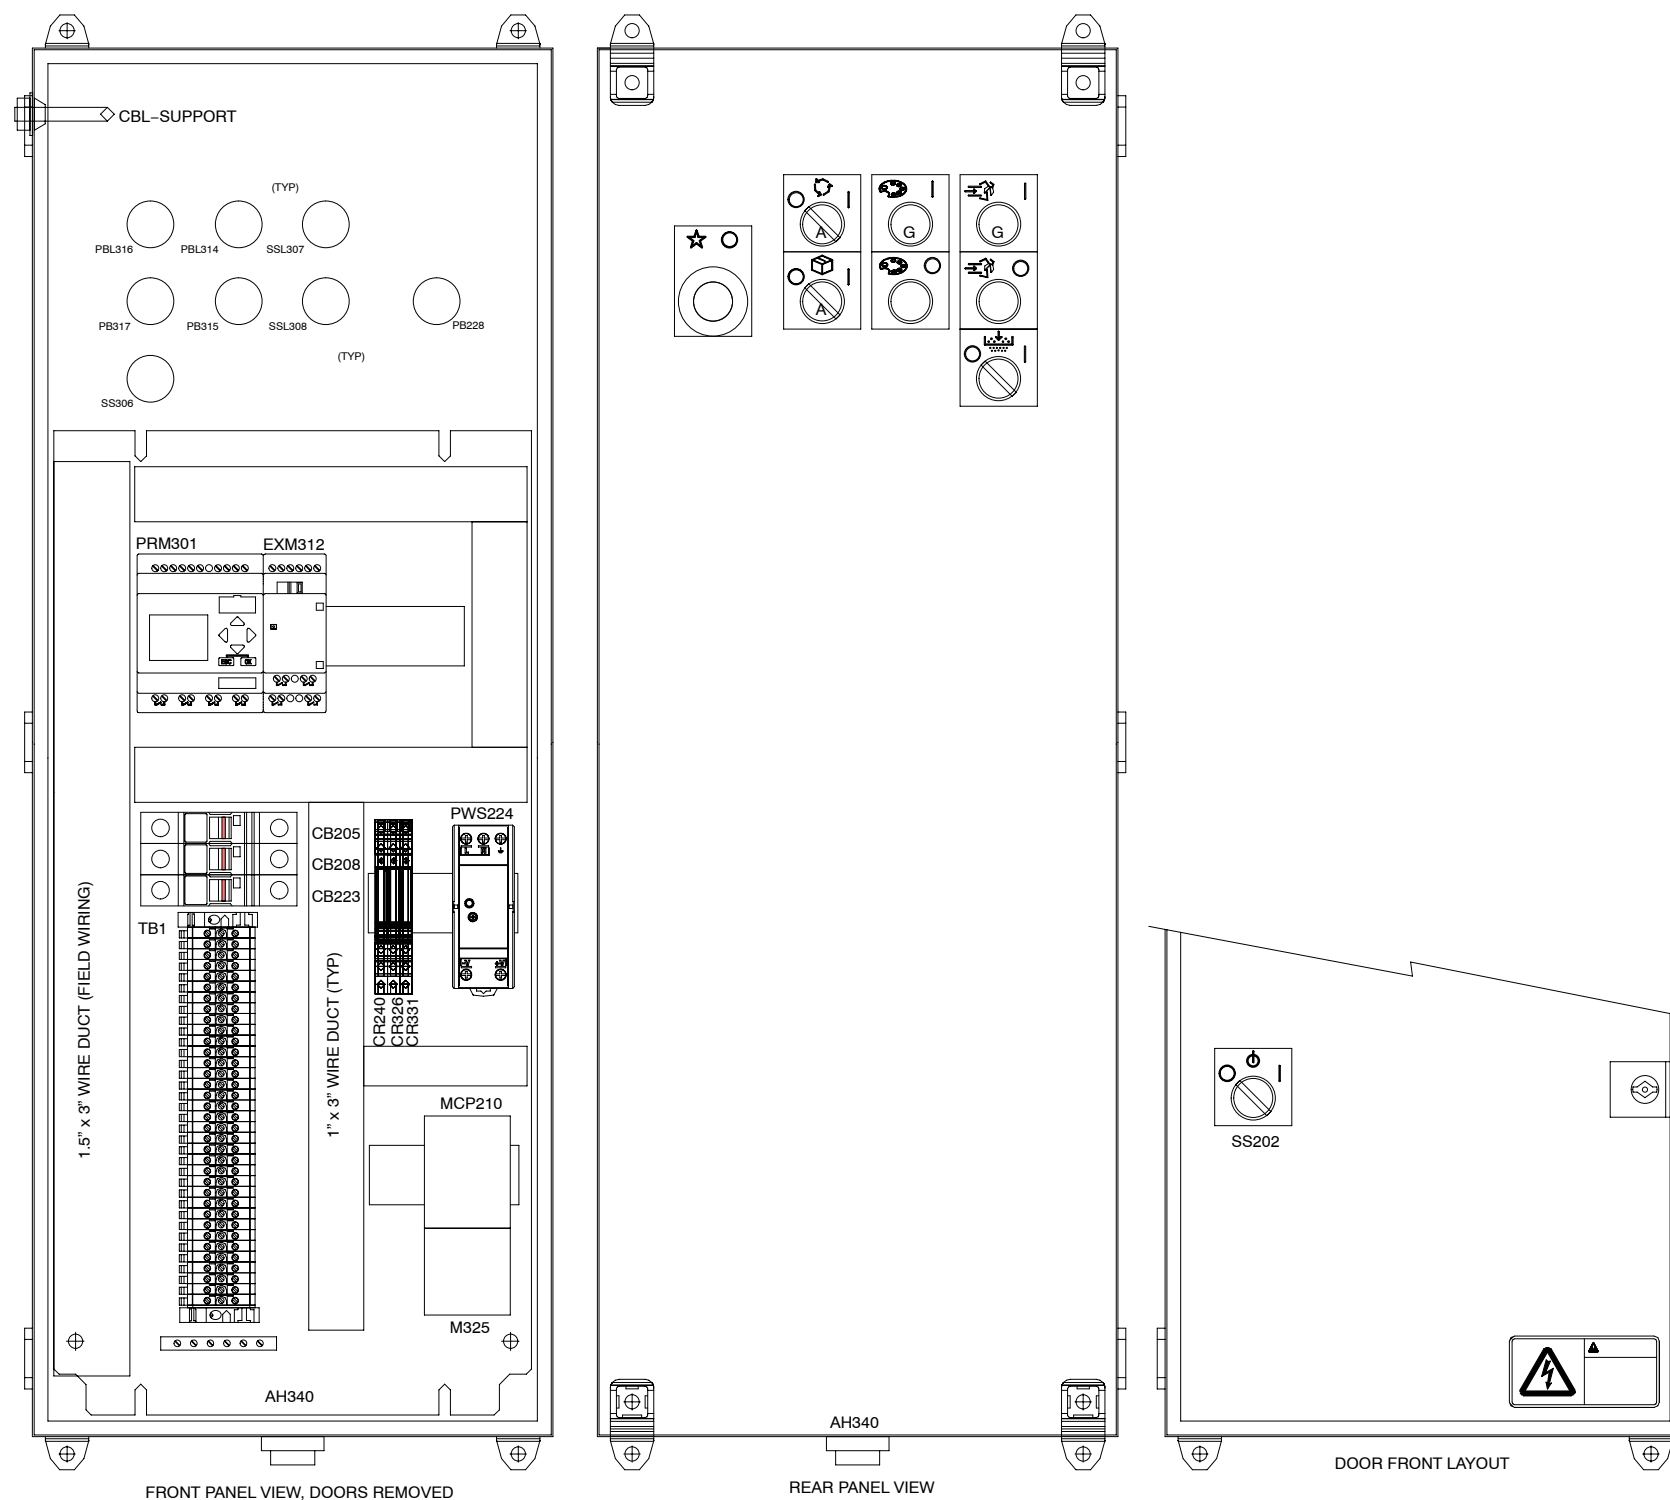 CBL-SUPPORT
(TYP)
PBL316
PBL314
SSL307
PB317
PB315
SSL308
PB228
(TYP)
SS306
PRM301
EXM312
ESC
OK
CB205
CB208
CB223
PWS224
TB1
1.5" x 3" WIRE DUCT (FIELD WIRING)
1" x 3" WIRE DUCT (TYP)
CR240
CR326
CR331
MCP210
M325
AH340
FRONT PANEL VIEW, DOORS REMOVED
A
G
G
A
AH340
REAR PANEL VIEW
SS202
DOOR FRONT LAYOUT